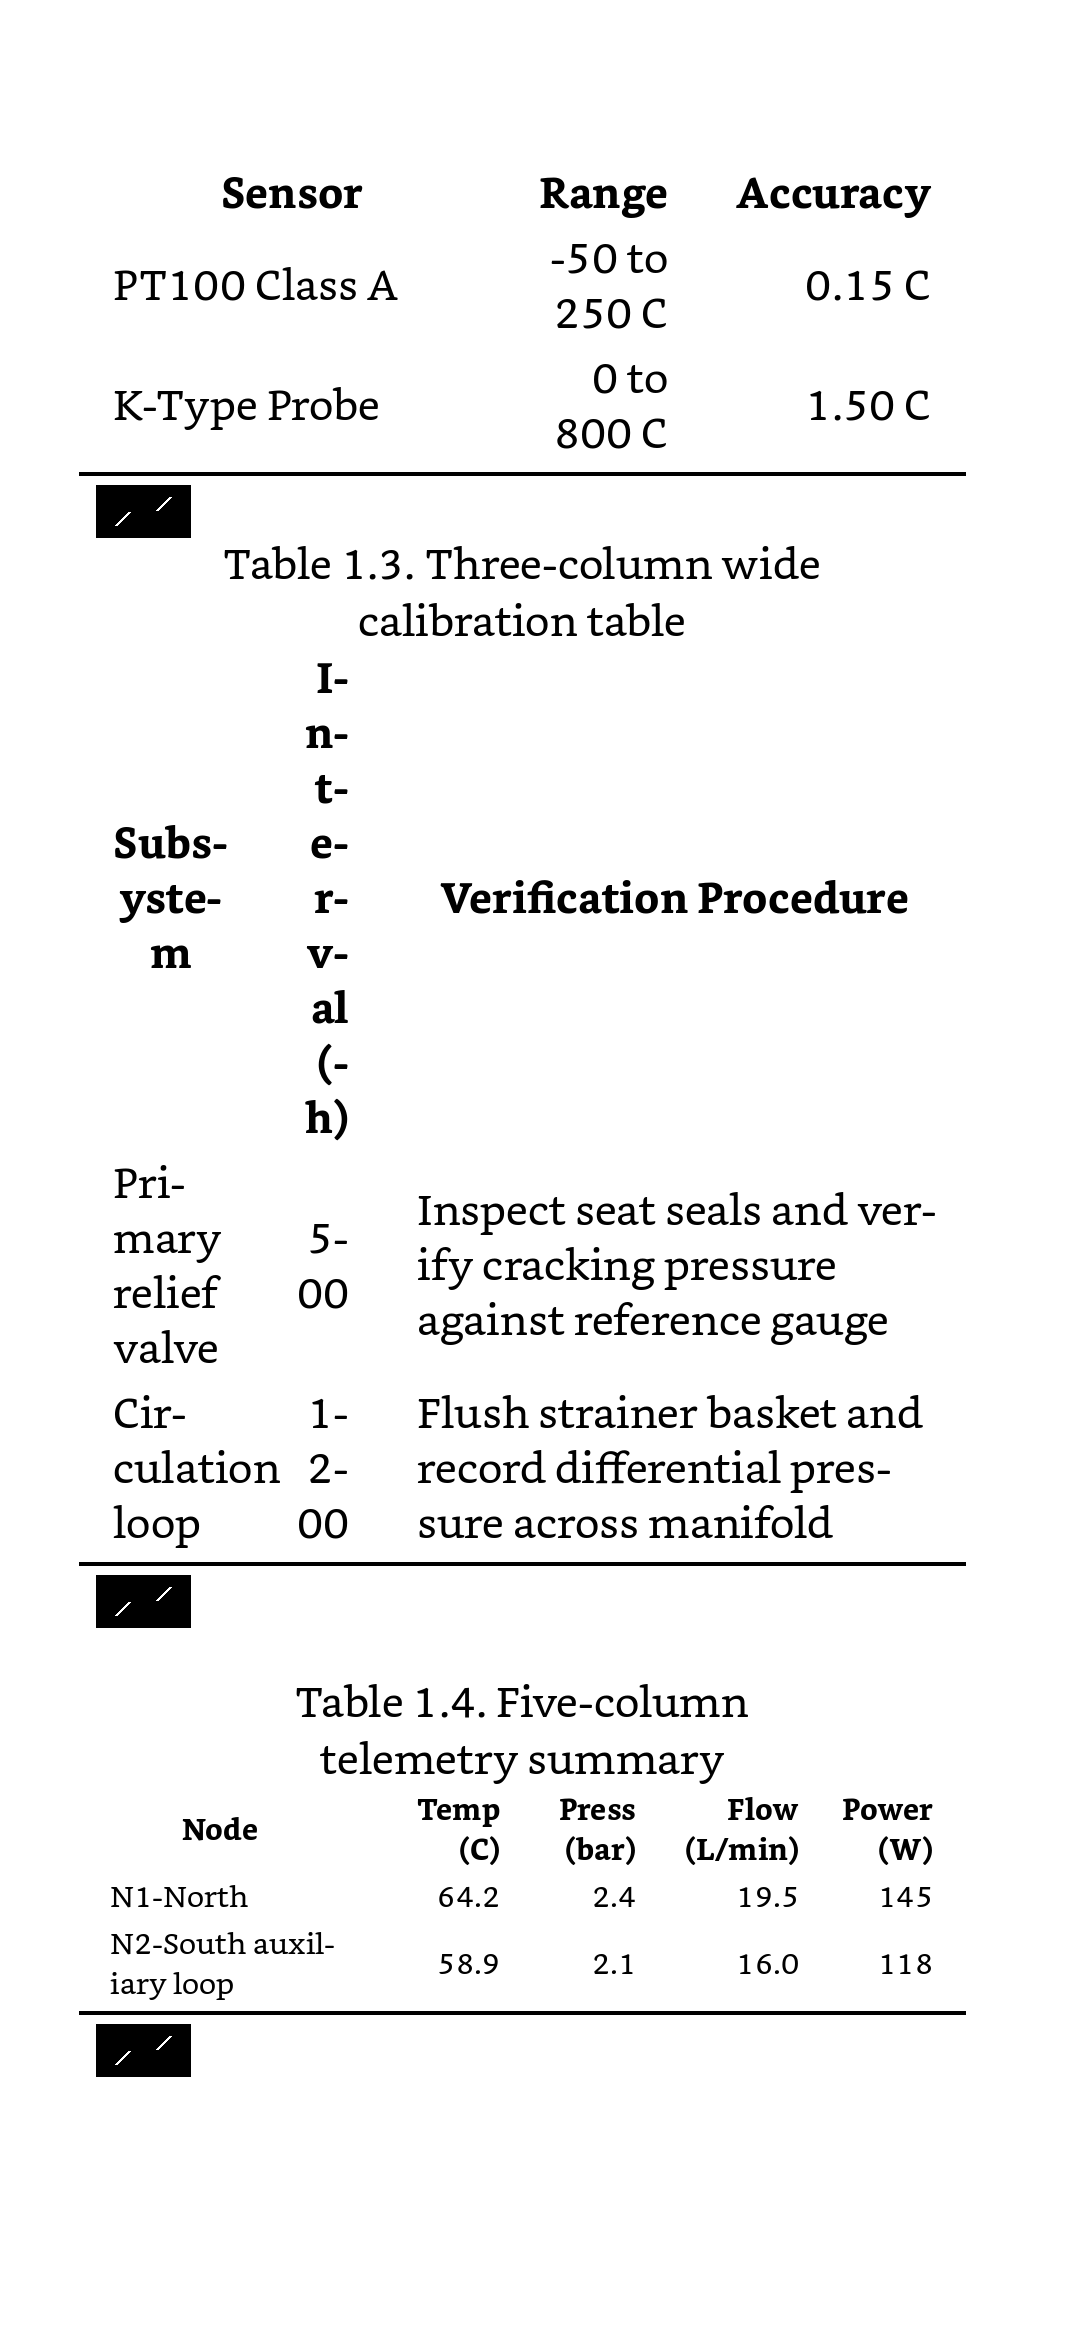 Sensor Range Accuracy
PT100 Class A -50 to 250 C 0.15 C
K-Type Probe 0 to 800 C 1.50 C
Table 1.3. Three-column wide
calibration table
Subs-
yste-
m
I-
n-
t-
e-
r-
v-
al
(-
h)
Verification Procedure
Pri-
mary
relief
valve
5-
00
Inspect seat seals and ver-
ify cracking pressure
against reference gauge
Cir-
culation
loop
1-
2-
00
Flush strainer basket and
record differential pres-
sure across manifold
Table 1.4. Five-column
telemetry summary
Node Temp (C) Press (bar) Flow (L/min) Power (W)
N1-North 64.2 2.4 19.5 145
N2-South auxil-
iary loop 58.9 2.1 16.0 118